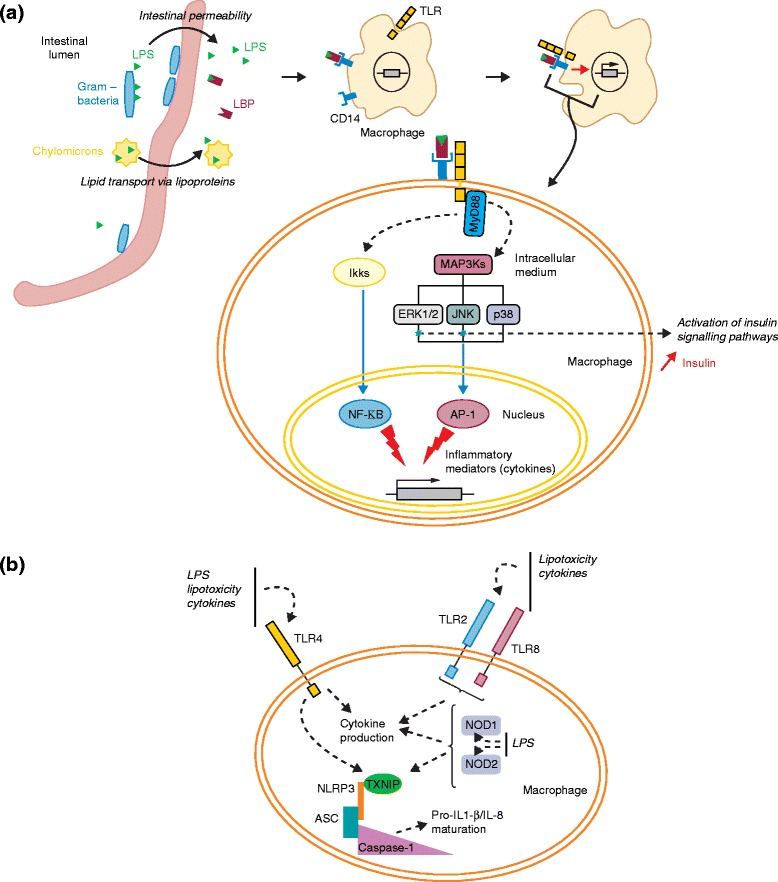 (a)
Intestinal permeability
TLR
Intestinal
lumen
LPS
LPS
Gram –
bacteria
LBP
CD14
Macrophage
Chylomicrons
Lipid transport via lipoproteins
MyD88
Ikks
MAP3Ks
Intracellular
medium
ERK1/2
JNK
p38
Activation of insulin
signalling pathways
Macrophage
Insulin
NF-KB
AP-1
Nucleus
Inflammatory
mediators (cytokines)
(b)
LPS
lipotoxicity
cytokines
Lipotoxicity
cytokines
TLR4
TLR2
TLR8
Cytokine
production
NOD1
LPS
NOD2
TXNIP
NLRP3
Macrophage
ASC
Pro-IL1-β/IL-8
maturation
Caspase-1